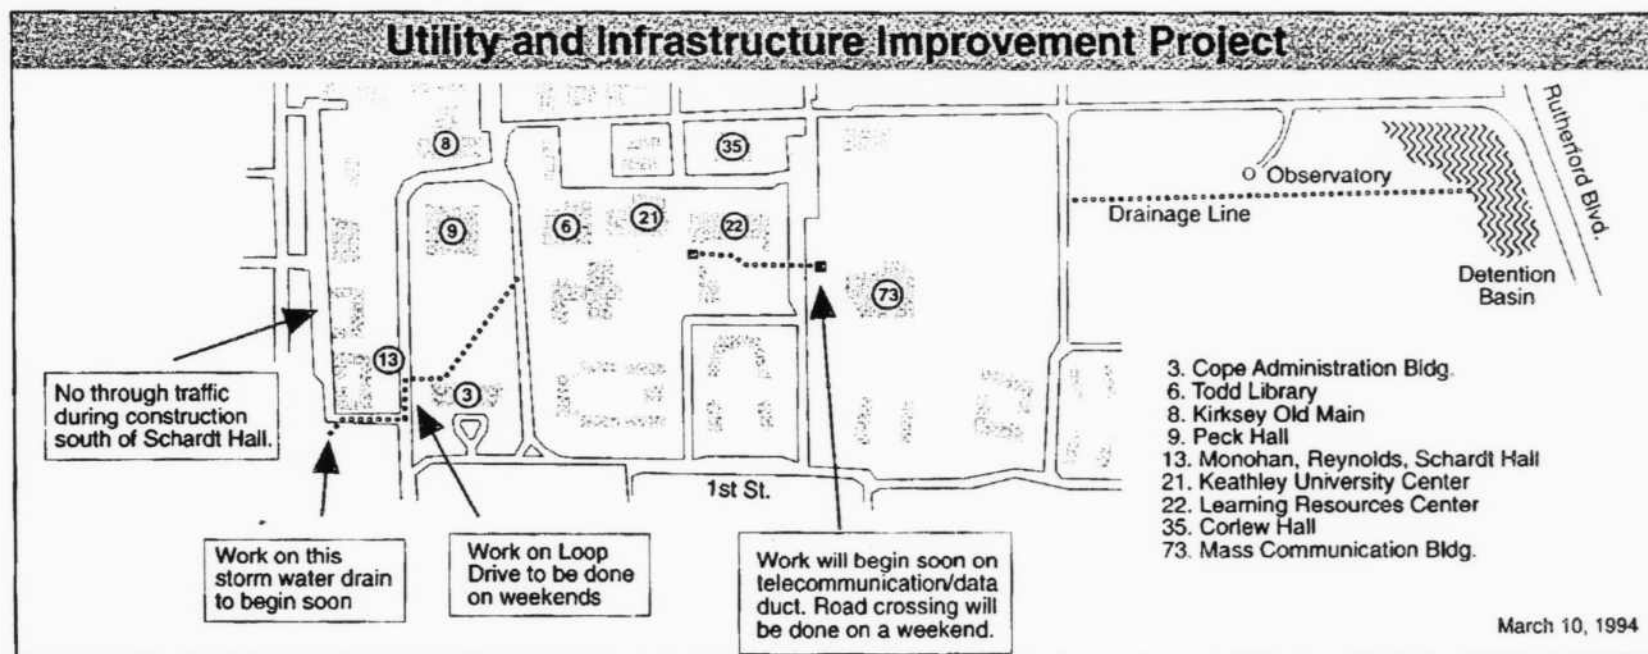 Utility and Infrastructure Improvement Project
8
35
Observatory
Rutherford Blvd.
Drainage Line
9
6
21
22
Detention
Basin
73
13
3
No through traffic
during construction
south of Schardt Hall.
1st St.
Work on this
storm water drain
to begin soon
Work on Loop
Drive to be done
on weekends
Work will begin soon on
telecommunication/data
duct. Road crossing will
be done on a weekend.
3. Cope Administration Bldg.
6. Todd Library
8. Kirksey Old Main
9. Peck Hall
13. Monohan, Reynolds, Schardt Hall
21. Keathley University Center
22. Learning Resources Center
35. Corlew Hall
73. Mass Communication Bldg.
March 10, 1994